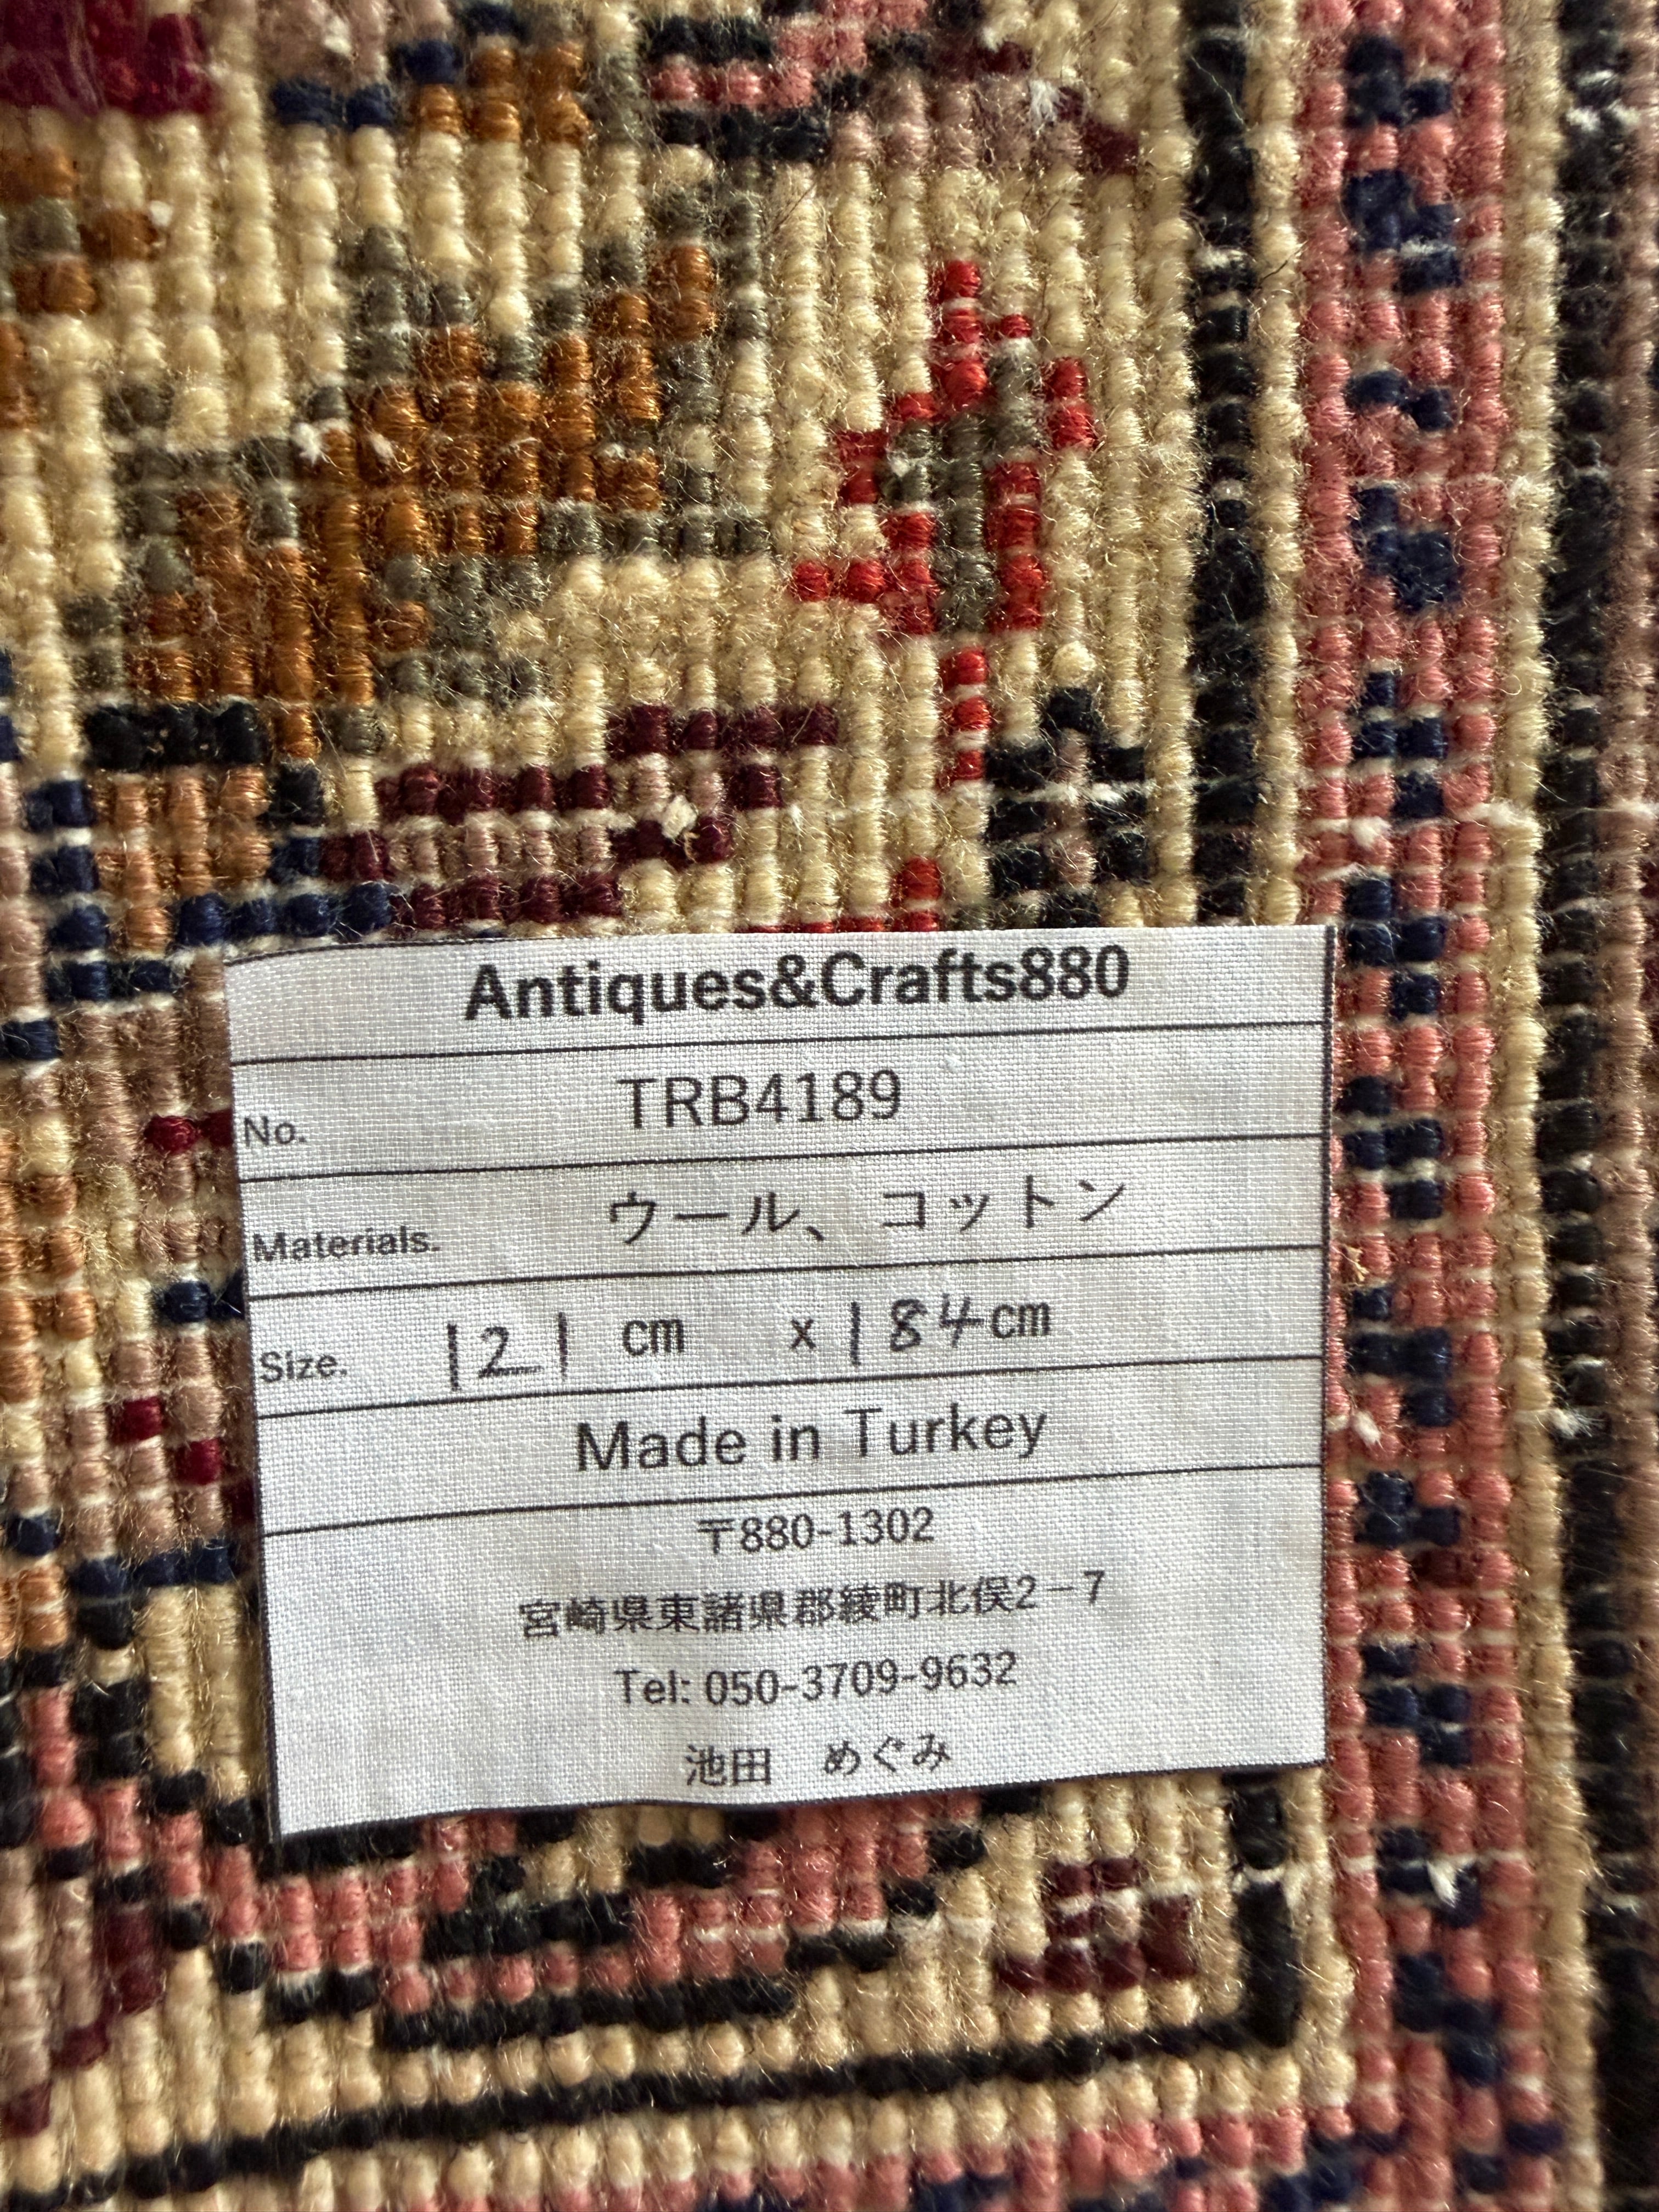 Antiques&Crafts880
No. TRB4189
Materials. ウール、コットン
Size. 121 cm x 184 cm
Made in Turkey
〒880-1302
宮崎県東諸県郡綾町北俣2－7
Tel: 050-3709-9632
池田　めぐみ